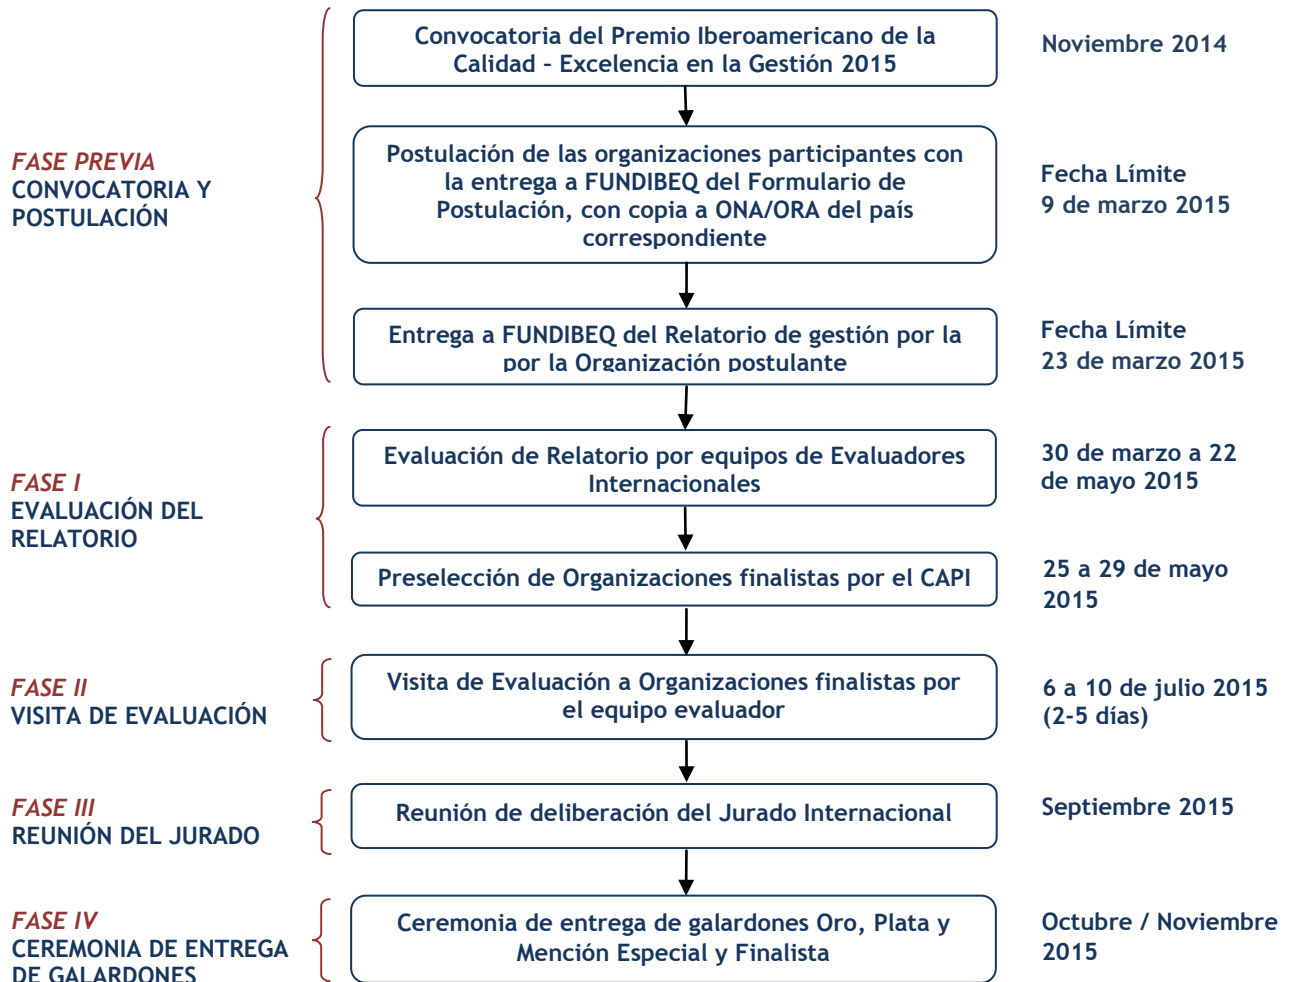 Convocatoria del Premio Iberoamericano de la
Calidad – Excelencia en la Gestión 2015
Noviembre 2014
FASE PREVIA
CONVOCATORIA Y
POSTULACIÓN
Postulación de las organizaciones participantes con
la entrega a FUNDIBEQ del Formulario de
Postulación, con copia a ONA/ORA del país
correspondiente
Fecha Límite
9 de marzo 2015
Entrega a FUNDIBEQ del Relatorio de gestión por la
por la Organización postulante
Fecha Límite
23 de marzo 2015
FASE I
EVALUACIÓN DEL
RELATORIO
Evaluación de Relatorio por equipos de Evaluadores
Internacionales
30 de marzo a 22
de mayo 2015
Preselección de Organizaciones finalistas por el CAPI
25 a 29 de mayo
2015
FASE II
VISITA DE EVALUACIÓN
Visita de Evaluación a Organizaciones finalistas por
el equipo evaluador
6 a 10 de julio 2015
(2-5 días)
FASE III
REUNIÓN DEL JURADO
Reunión de deliberación del Jurado Internacional
Septiembre 2015
FASE IV
CEREMONIA DE ENTREGA
DE GALARDONES
Ceremonia de entrega de galardones Oro, Plata y
Mención Especial y Finalista
Octubre / Noviembre
2015